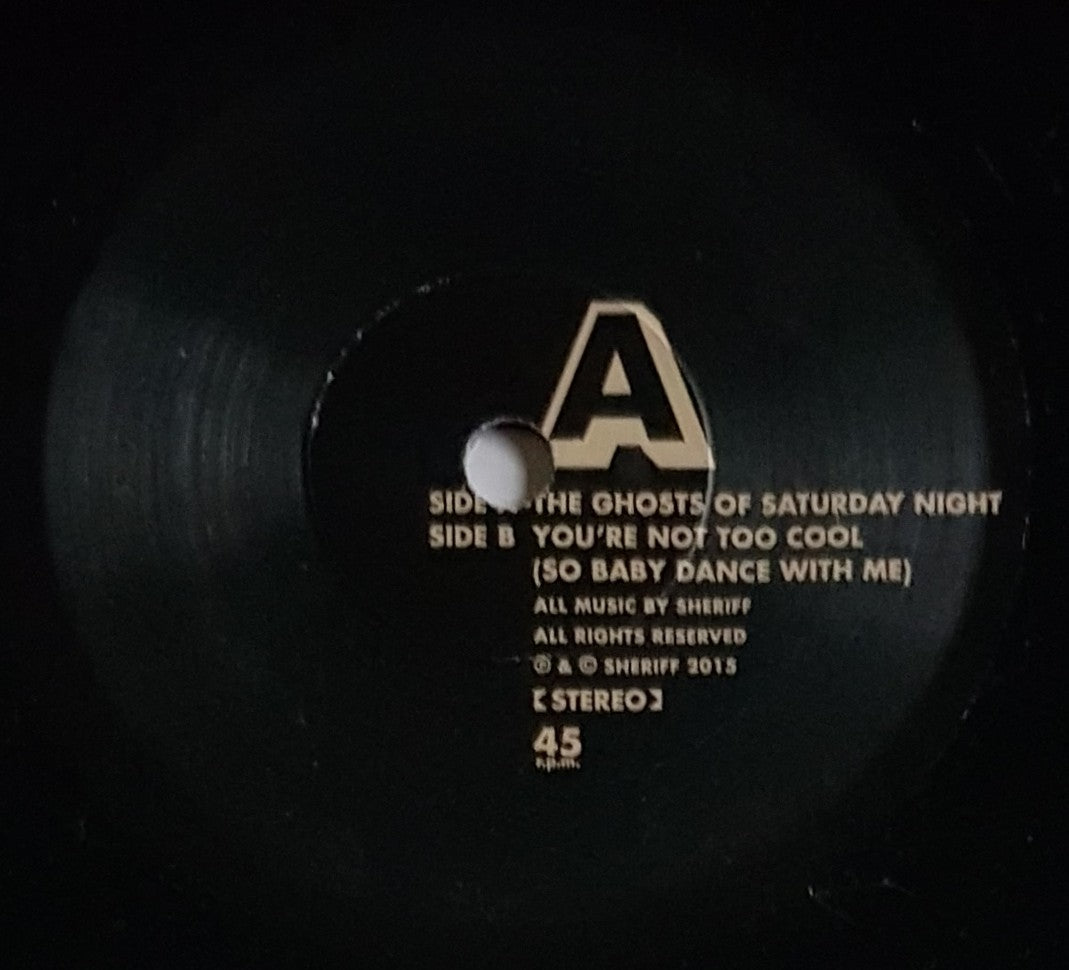 A
SIDE THE GHOSTS OF SATURDAY NIGHT
SIDE B YOU'RE NOT TOO COOL
(SO BABY DANCE WITH ME)
ALL MUSIC BY SHERIFF
ALL RIGHTS RESERVED
℗ & © SHERIFF 2015
[STEREO]
45
r.p.m.